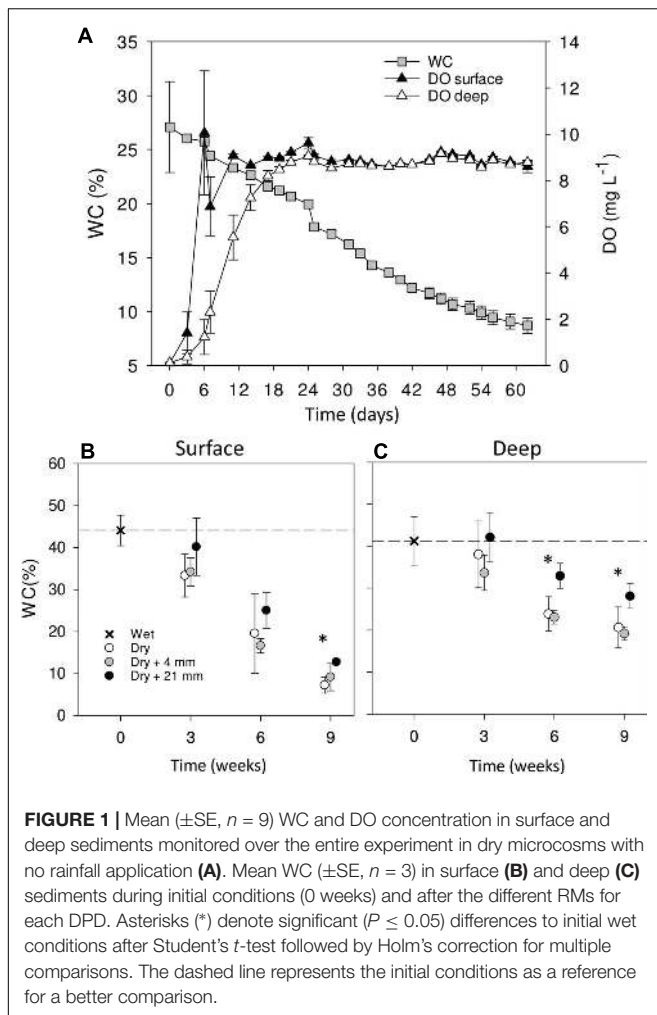 A
WC
DO surface
DO deep
35
30
25
20
15
10
5
WC (%)
14
12
10
8
6
4
2
0
DO (mg L⁻¹)
0 6 12 18 24 30 36 42 48 54 60
Time (days)
B
Surface
60
50
40
30
20
10
0
WC(%)
*
Wet
Dry
Dry + 4 mm
Dry + 21 mm
0 3 6 9
Time (weeks)
C
Deep
* *
0 3 6 9
Time (weeks)
FIGURE 1 | Mean (±SE, n = 9) WC and DO concentration in surface and
deep sediments monitored over the entire experiment in dry microcosms with
no rainfall application (A). Mean WC (±SE, n = 3) in surface (B) and deep (C)
sediments during initial conditions (0 weeks) and after the different RMs for
each DPD. Asterisks (*) denote significant (P ≤ 0.05) differences to initial wet
conditions after Student's t-test followed by Holm's correction for multiple
comparisons. The dashed line represents the initial conditions as a reference
for a better comparison.